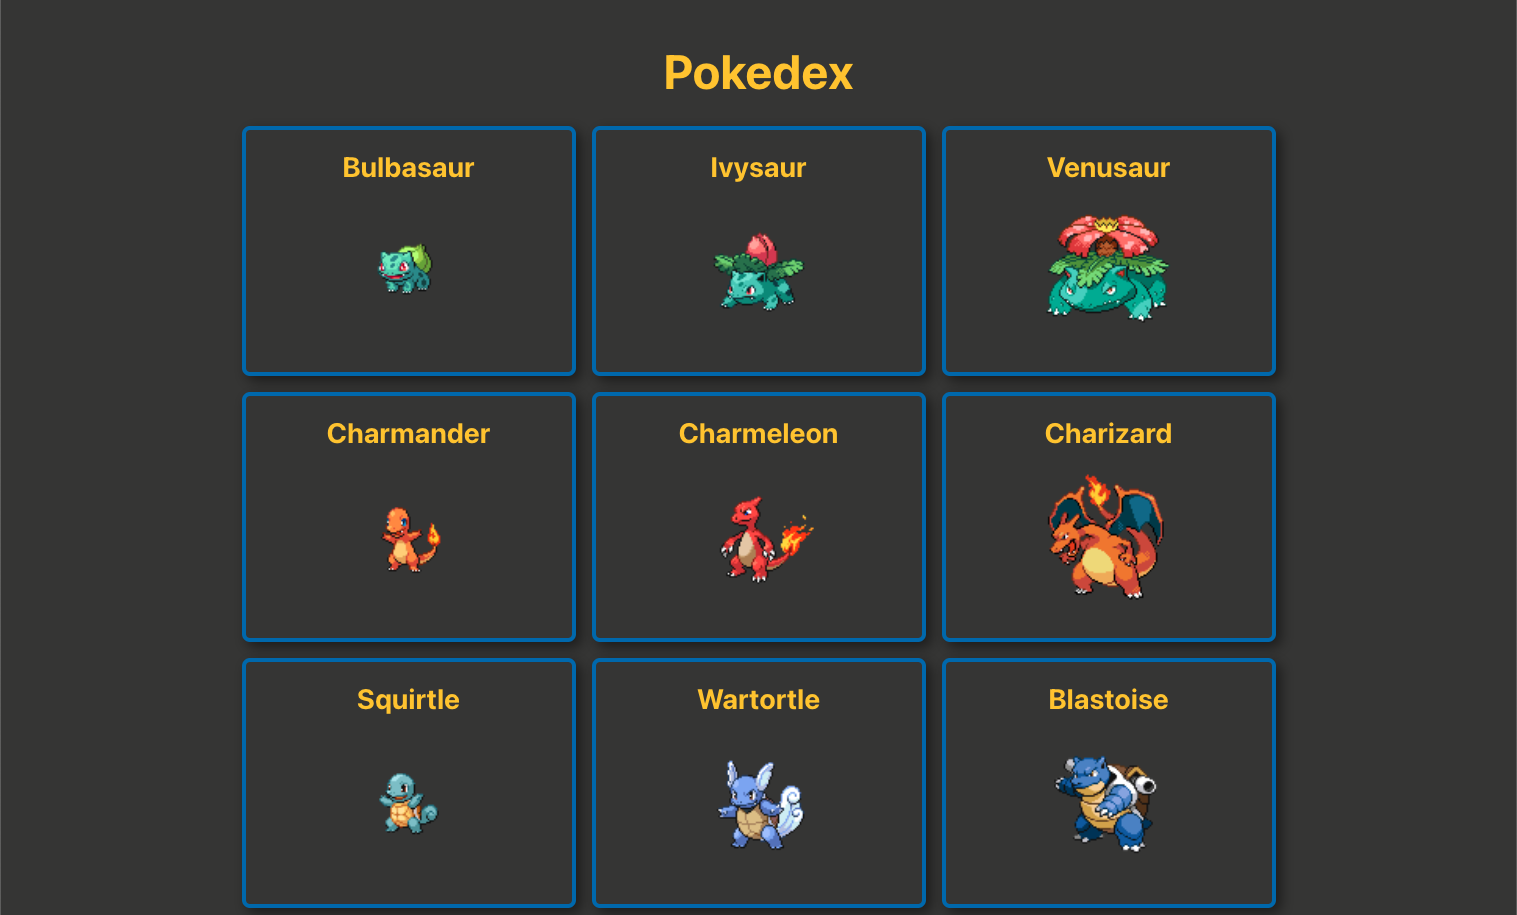 Pokedex
Bulbasaur
Ivysaur
Venusaur
Charmander
Charmeleon
Charizard
Squirtle
Wartortle
Blastoise